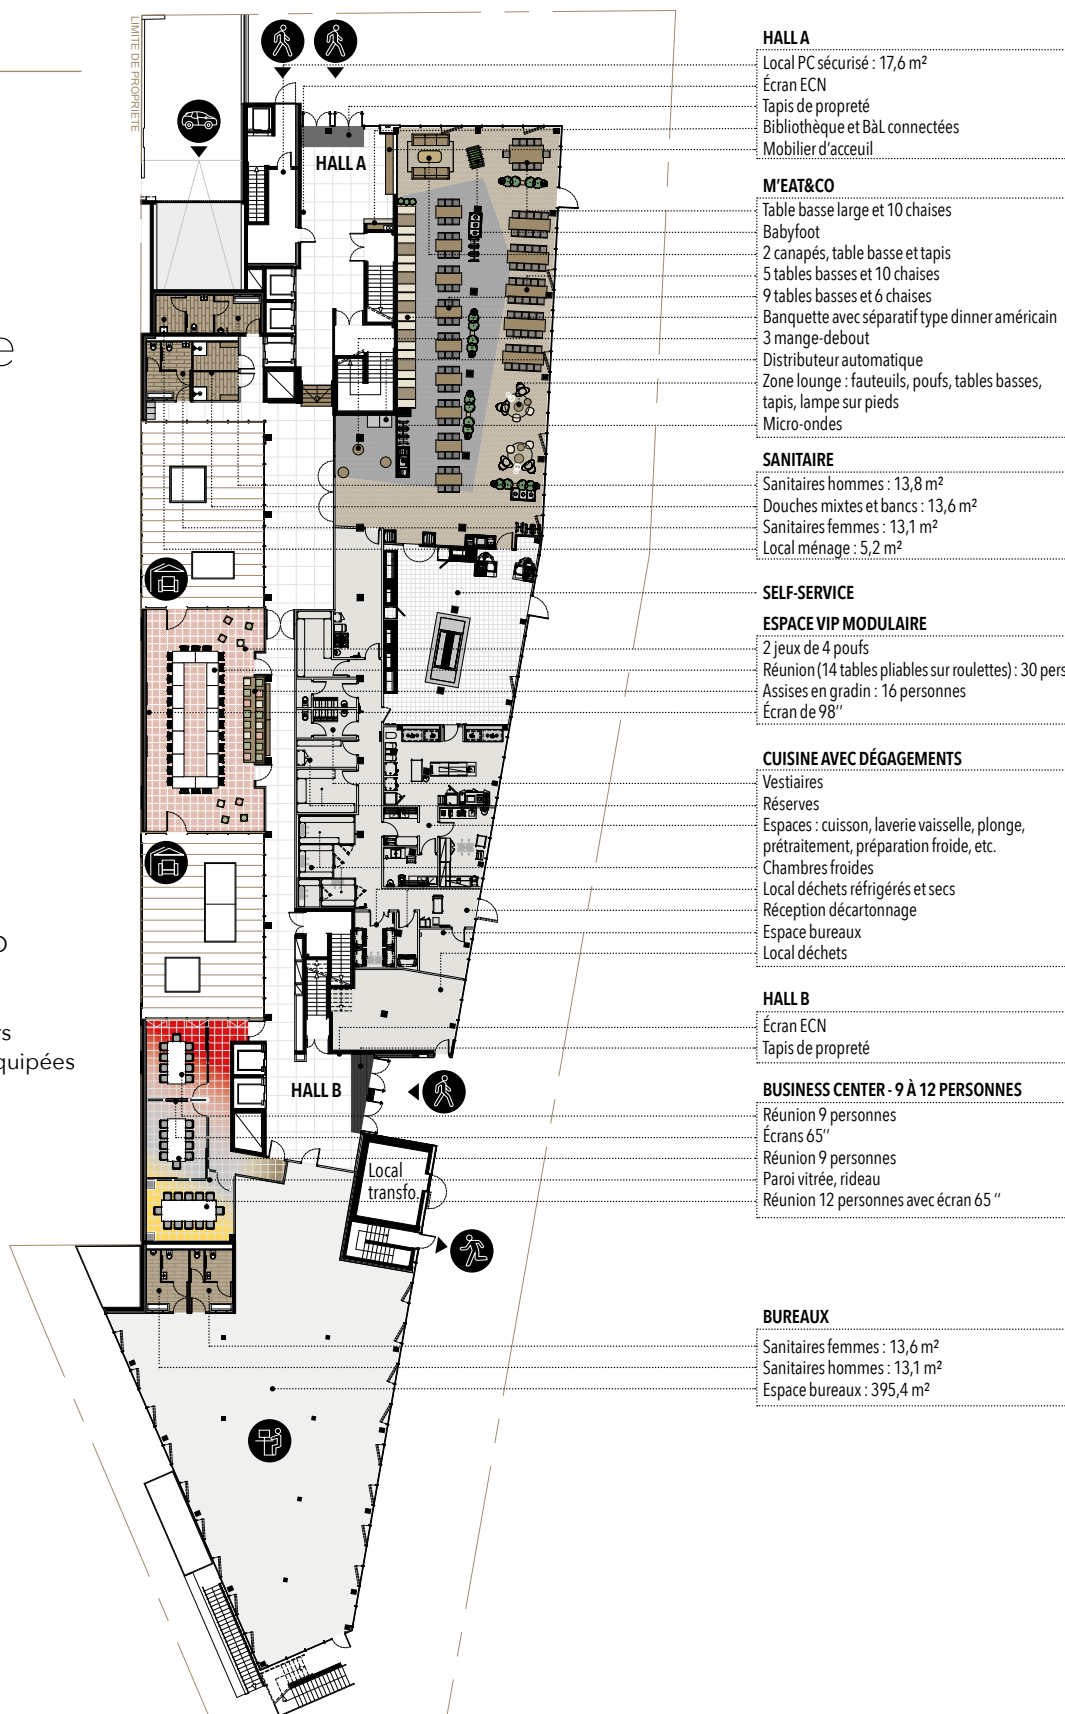 LIMITE DE PROPRIETE
e
o
rs
quipées
HALL A
HALL B
Local
transfo.
HALL A
Local PC sécurisé : 17,6 m²
Écran ECN
Tapis de propreté
Bibliothèque et BàL connectées
Mobilier d'acceuil
M'EAT&CO
Table basse large et 10 chaises
Babyfoot
2 canapés, table basse et tapis
5 tables basses et 10 chaises
9 tables basses et 6 chaises
Banquette avec séparatif type dinner américain
3 mange-debout
Distributeur automatique
Zone lounge : fauteuils, poufs, tables basses,
tapis, lampe sur pieds
Micro-ondes
SANITAIRE
Sanitaires hommes : 13,8 m²
Douches mixtes et bancs : 13,6 m²
Sanitaires femmes : 13,1 m²
Local ménage : 5,2 m²
SELF-SERVICE
ESPACE VIP MODULAIRE
2 jeux de 4 poufs
Réunion (14 tables pliables sur roulettes) : 30 pers
Assises en gradin : 16 personnes
Écran de 98''
CUISINE AVEC DÉGAGEMENTS
Vestiaires
Réserves
Espaces : cuisson, laverie vaisselle, plonge,
prétraitement, préparation froide, etc.
Chambres froides
Local déchets réfrigérés et secs
Réception décartonnage
Espace bureaux
Local déchets
HALL B
Écran ECN
Tapis de propreté
BUSINESS CENTER - 9 À 12 PERSONNES
Réunion 9 personnes
Écrans 65''
Réunion 9 personnes
Paroi vitrée, rideau
Réunion 12 personnes avec écran 65 ''
BUREAUX
Sanitaires femmes : 13,6 m²
Sanitaires hommes : 13,1 m²
Espace bureaux : 395,4 m²